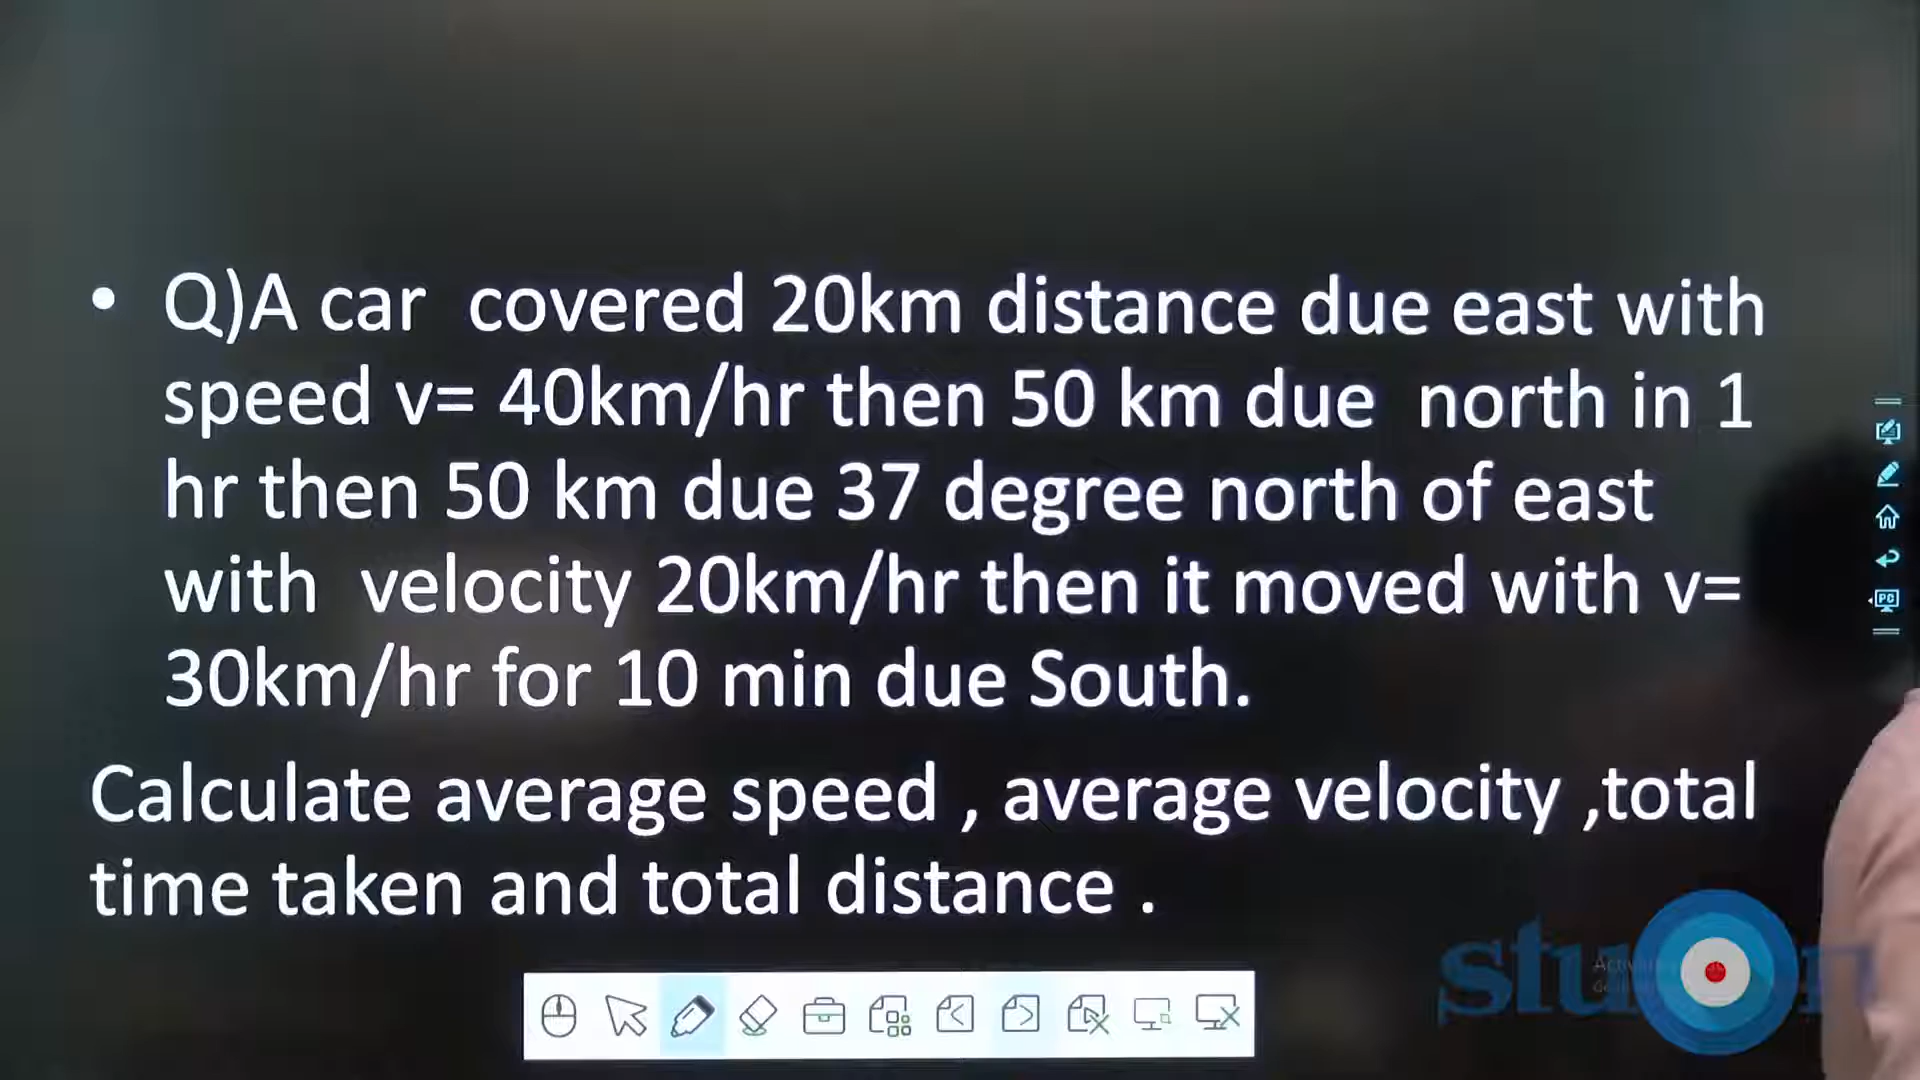 • Q)A car covered 20km distance due east with
speed v= 40km/hr then 50 km due north in 1
hr then 50 km due 37 degree north of east
with velocity 20km/hr then it moved with v=
30km/hr for 10 min due South.
Calculate average speed , average velocity ,total
time taken and total distance .
PC